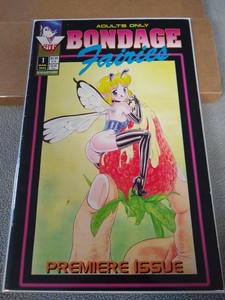 ADULTS ONLY
BONDAGE
Fairies
1
PREMIERE ISSUE